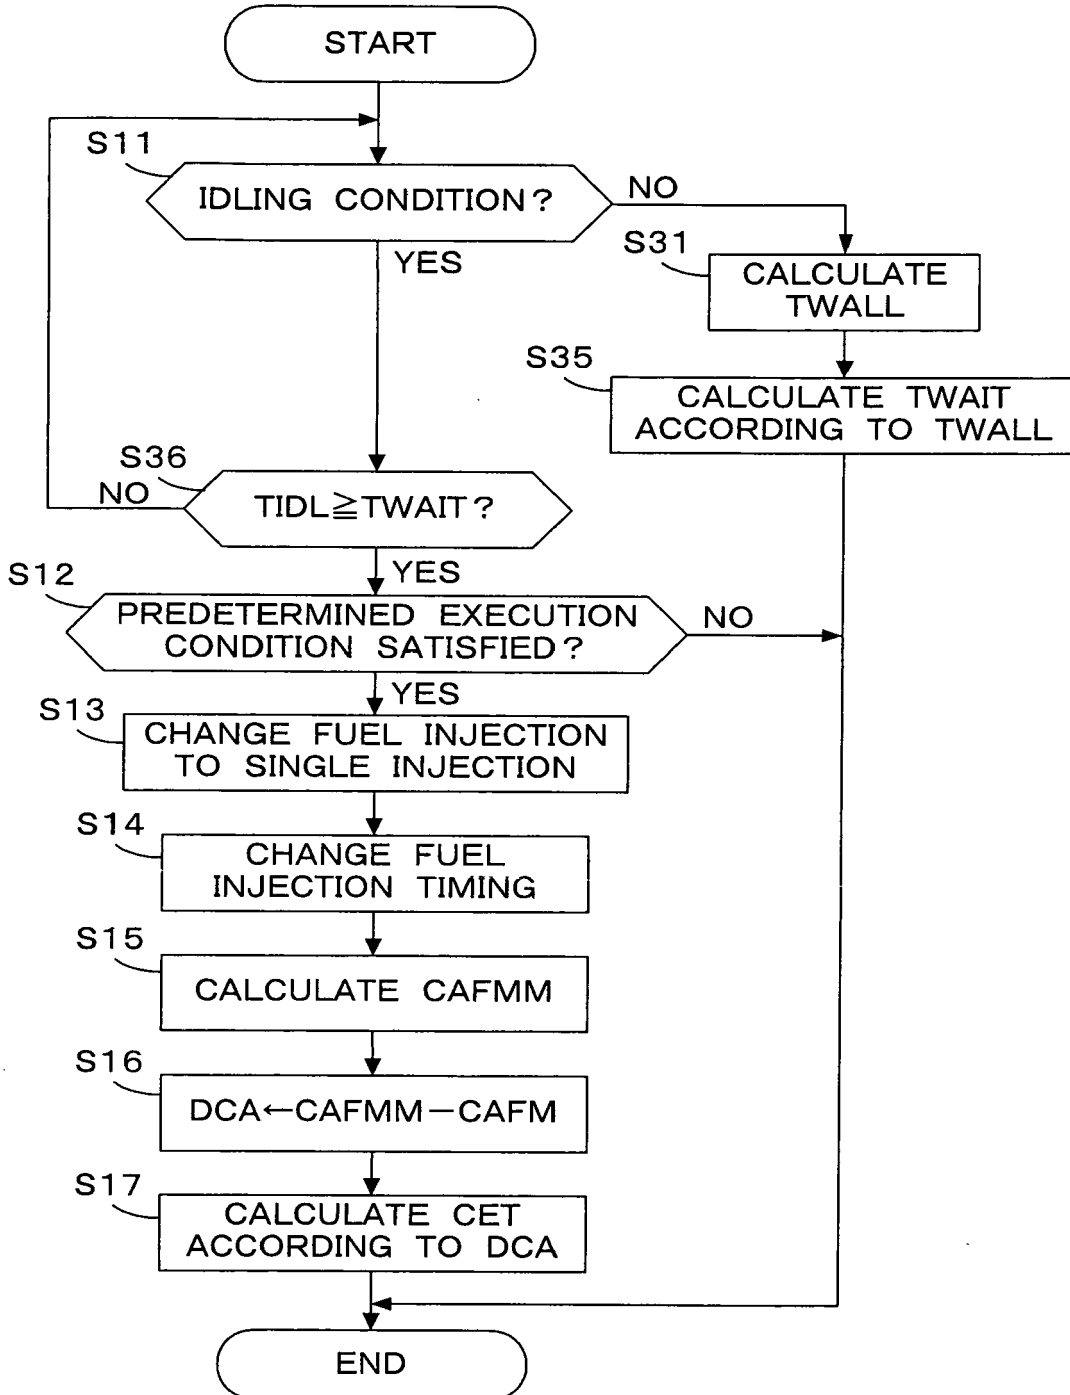 START
S11
IDLING CONDITION?
NO
YES
S31
CALCULATE
TWALL
S35
CALCULATE TWAIT
ACCORDING TO TWALL
S36
NO
TIDL≧TWAIT?
YES
S12
PREDETERMINED EXECUTION
CONDITION SATISFIED?
NO
YES
S13
CHANGE FUEL INJECTION
TO SINGLE INJECTION
S14
CHANGE FUEL
INJECTION TIMING
S15
CALCULATE CAFMM
S16
DCA←CAFMM−CAFM
S17
CALCULATE CET
ACCORDING TO DCA
END